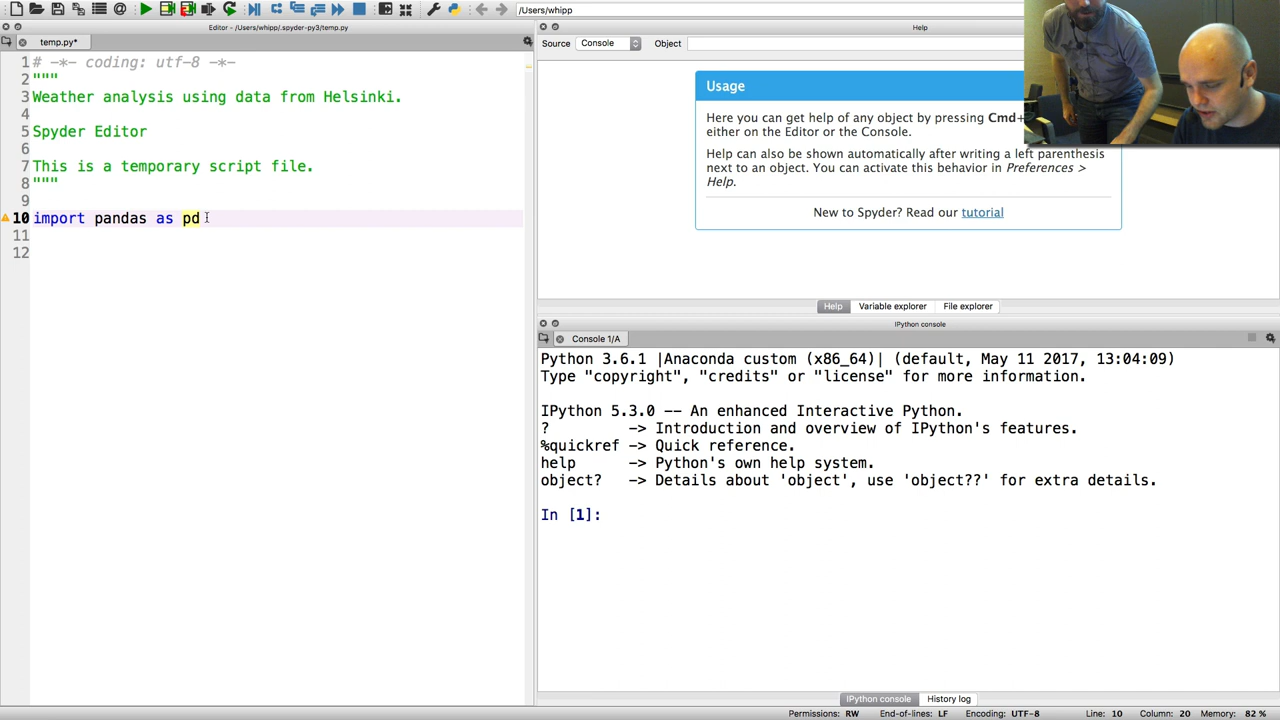 /Users/whipp
Editor - /Users/whipp/.spyder-py3/temp.py
temp.py*
1 # -*- coding: utf-8 -*-
2 """
3 Weather analysis using data from Helsinki.
4
5 Spyder Editor
6
7 This is a temporary script file.
8 """
9
10 import pandas as pd
11
12
Help
Source Console Object
Usage
Here you can get help of any object by pressing Cmd+
either on the Editor or the Console.
Help can also be shown automatically after writing a left parenthesis
next to an object. You can activate this behavior in Preferences >
Help.
New to Spyder? Read our tutorial
Help Variable explorer File explorer
IPython console
Console 1/A
Python 3.6.1 |Anaconda custom (x86_64)| (default, May 11 2017, 13:04:09)
Type "copyright", "credits" or "license" for more information.
IPython 5.3.0 -- An enhanced Interactive Python.
? -> Introduction and overview of IPython's features.
%quickref -> Quick reference.
help -> Python's own help system.
object? -> Details about 'object', use 'object??' for extra details.
In [1]:
IPython console History log
Permissions: RW End-of-lines: LF Encoding: UTF-8 Line: 10 Column: 20 Memory: 82 %